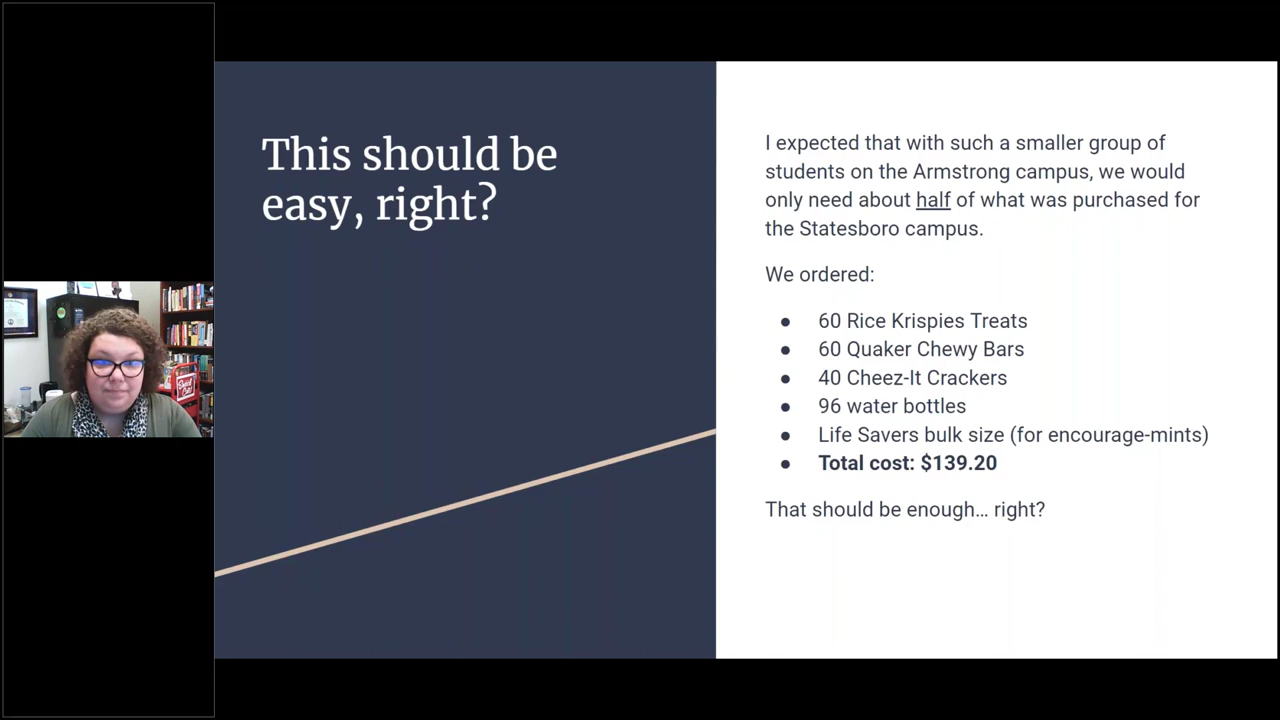 This should be
easy, right?
I expected that with such a smaller group of
students on the Armstrong campus, we would
only need about half of what was purchased for
the Statesboro campus.
We ordered:
● 60 Rice Krispies Treats
● 60 Quaker Chewy Bars
● 40 Cheez-It Crackers
● 96 water bottles
● Life Savers bulk size (for encourage-mints)
● Total cost: $139.20
That should be enough… right?